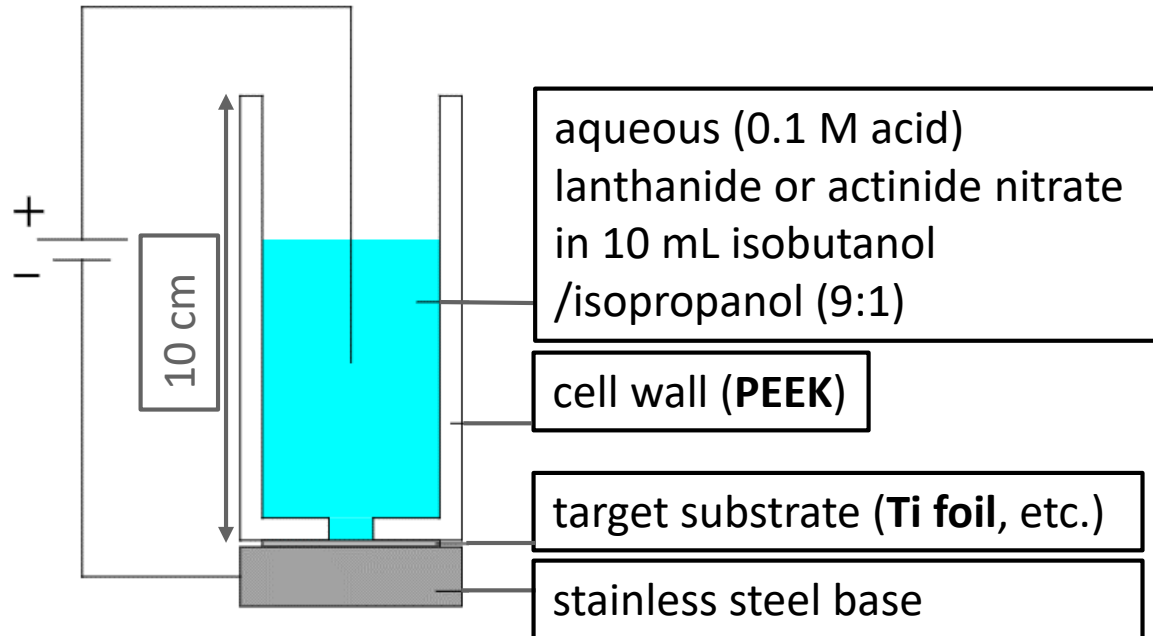 +
−
10 cm
aqueous (0.1 M acid)
lanthanide or actinide nitrate
in 10 mL isobutanol
/isopropanol (9:1)
cell wall (PEEK)
target substrate (Ti foil, etc.)
stainless steel base